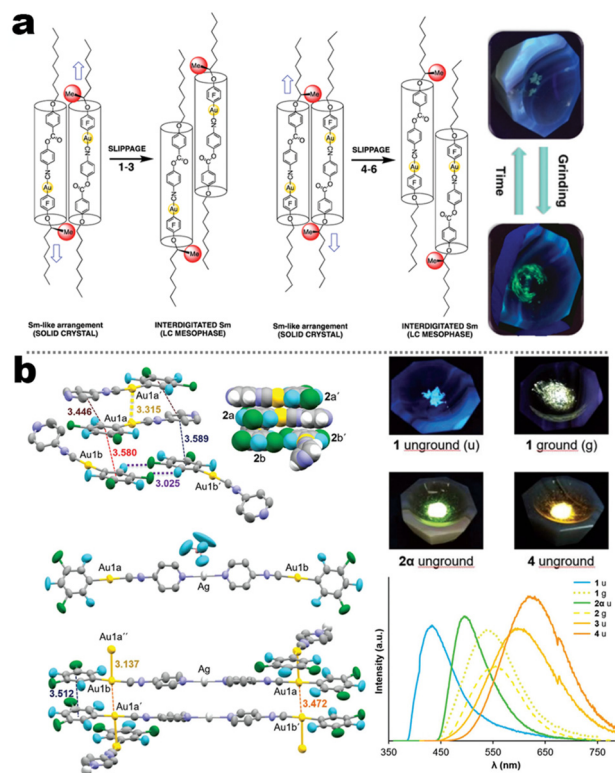 a
Me
Me
Me
Me
SLIPPAGE
1-3
SLIPPAGE
4-6
Sm-like arrangement
(SOLID CRYSTAL)
INTERDIGITATED Sm
(LC MESOPHASE)
Sm-like arrangement
(SOLID CRYSTAL)
INTERDIGITATED Sm
(LC MESOPHASE)
Time
Grinding
b
3.446
Au1a´
3.315
Au1a
3.589
Au1b
3.580
3.025
Au1b´
2a´
2a
2b´
2b
1 unground (u)
1 ground (g)
2α unground
4 unground
Au1a
Au1b
Ag
Au1a´´
3.137
Ag
3.512
Au1b
Au1a´
Au1a
3.472
Au1b´
Intensity (a.u.)
1 u
1 g
2α u
2 g
3 u
4 u
350
450
550
650
750
λ (nm)